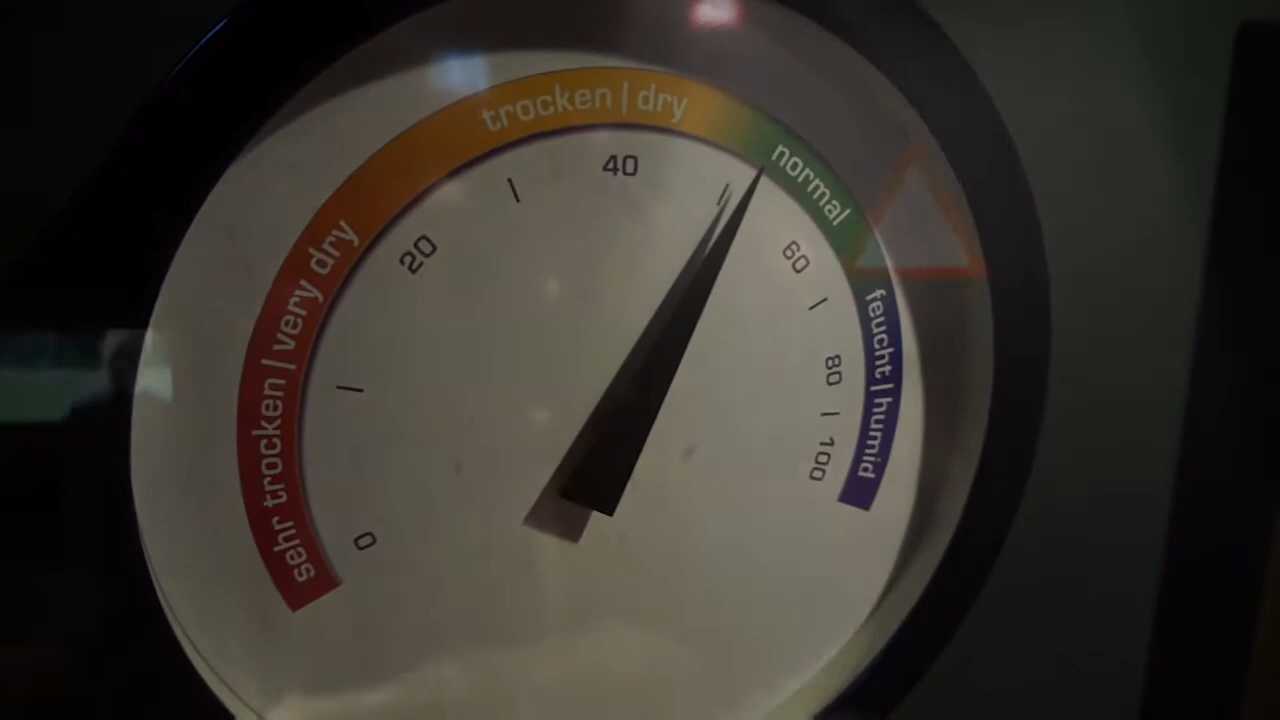 sehr trocken | very dry
trocken | dry
normal
feucht | humid
0
20
40
60
80
100